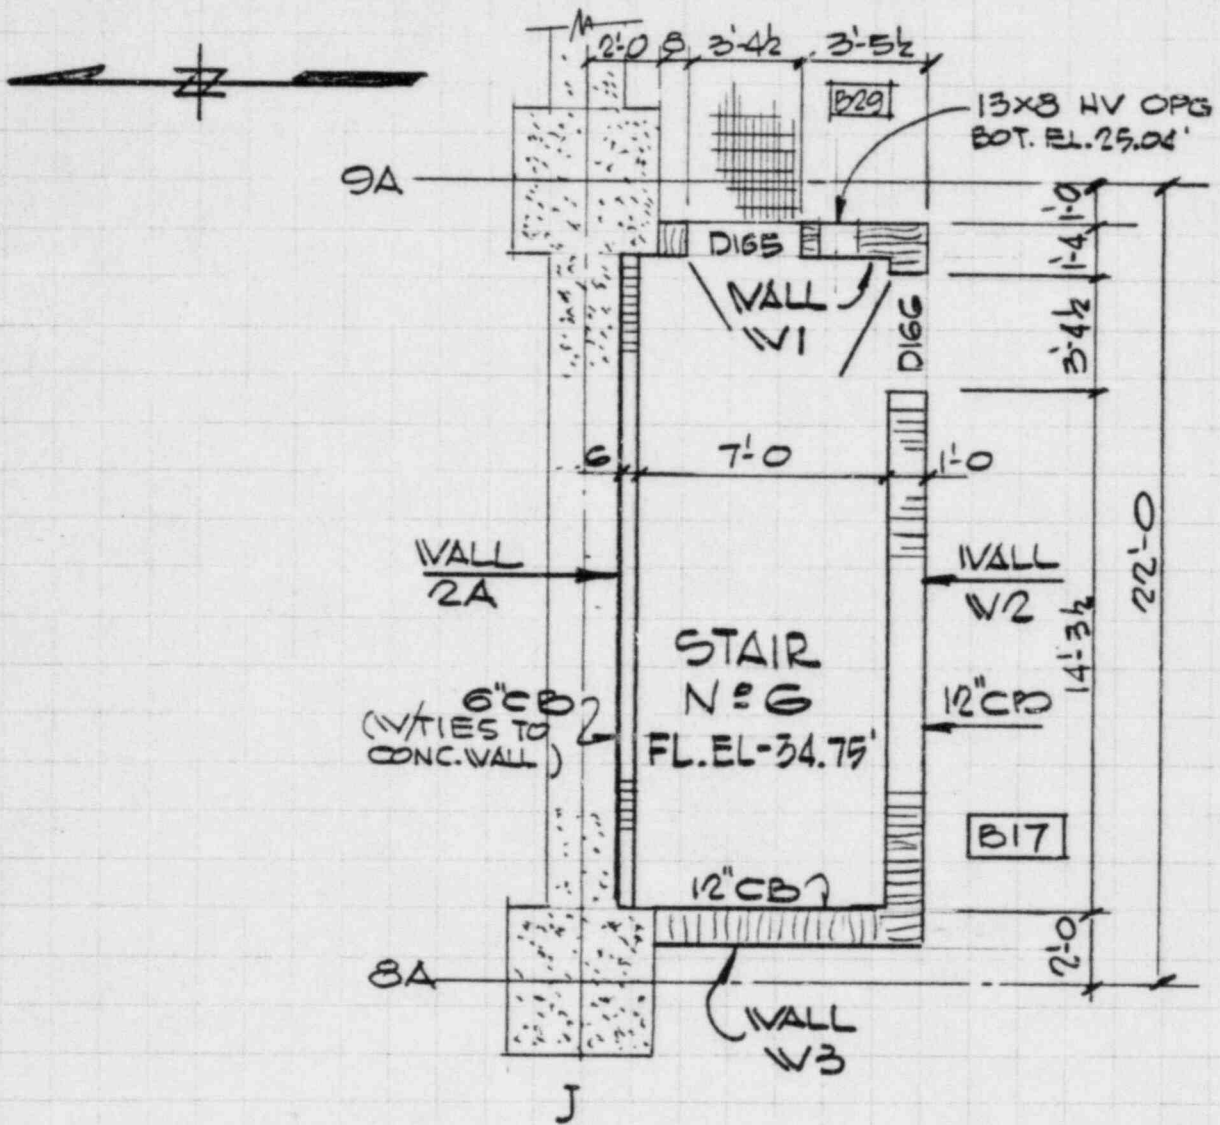 2'-0 8 3'-4½ 3'-5½
N
B29
13X8 HV OPG
BOT. EL. 25.04'
9A
1'-0
D165
1'-4
WALL
W1
D166
3'-4½
6 7'-0 1'-0
WALL
2A
WALL
W2
22'-0
14'-3½
STAIR
Nº 6
FL.EL-34.75'
6"CB
(W/TIES TO
CONC. WALL)
12"CB
B17
12"CB
2'-0
8A
WALL
W3
J